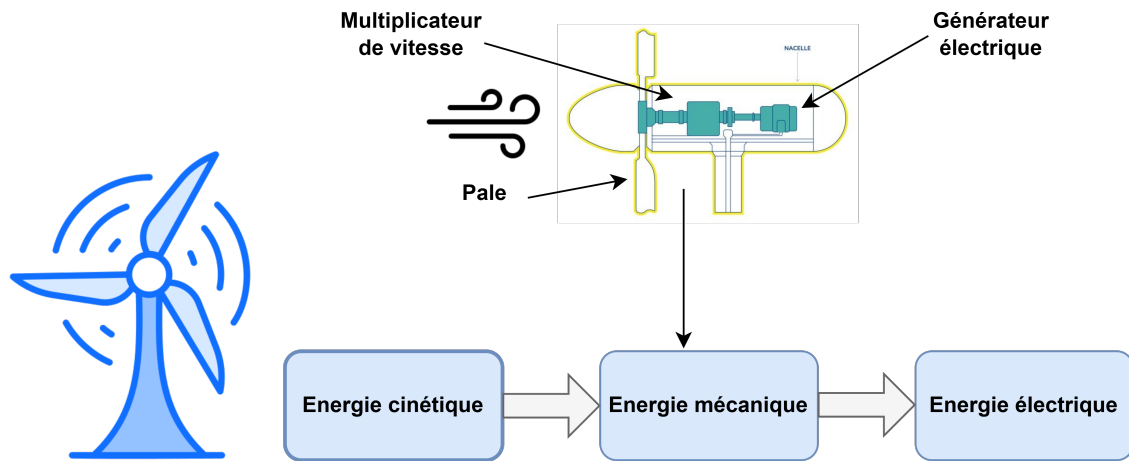 Multiplicateur
de vitesse
Générateur
électrique
NACELLE
Pale
Energie cinétique
Energie mécanique
Energie électrique